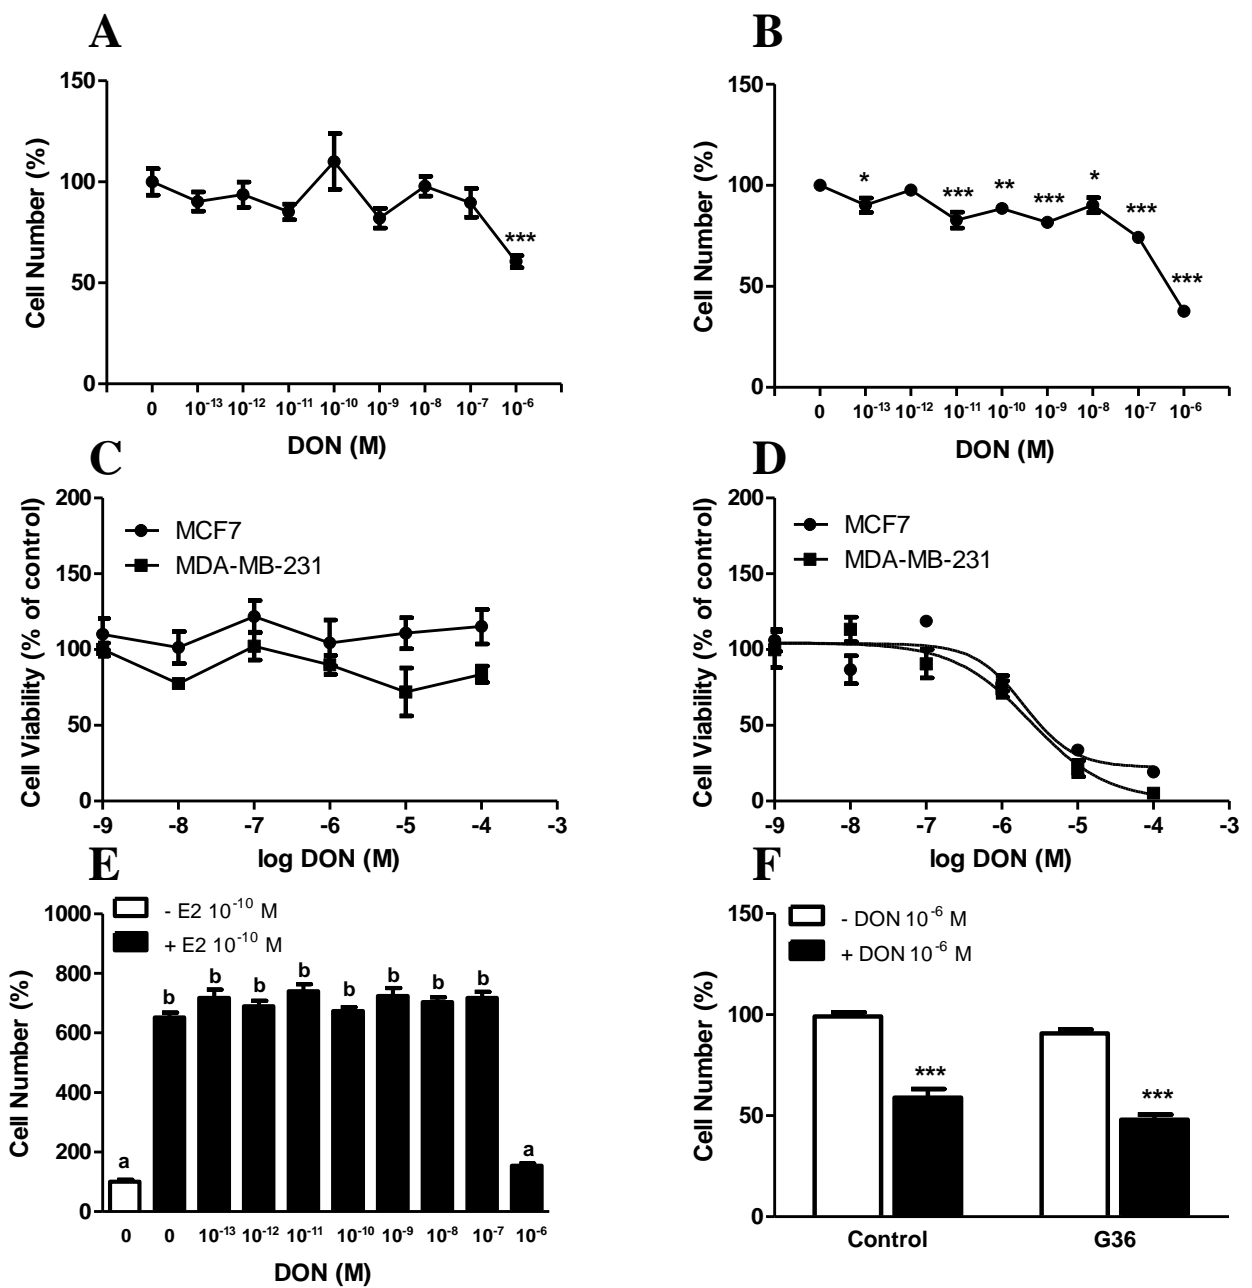 A
150
100
50
0
Cell Number (%)
***
0 10-13 10-12 10-11 10-10 10-9 10-8 10-7 10-6
DON (M)
B
150
100
50
0
Cell Number (%)
* *** ** *** * *** ***
0 10-13 10-12 10-11 10-10 10-9 10-8 10-7 10-6
DON (M)
C
200
150
100
50
0
Cell Viability (% of control)
MCF7
MDA-MB-231
-9 -8 -7 -6 -5 -4 -3
log DON (M)
D
200
150
100
50
0
Cell Viability (% of control)
MCF7
MDA-MB-231
-9 -8 -7 -6 -5 -4 -3
log DON (M)
E
- E2 10-10 M
+ E2 10-10 M
1000
800
600
400
200
0
Cell Number (%)
a b b b b b b b b a
0 0 10-13 10-12 10-11 10-10 10-9 10-8 10-7 10-6
DON (M)
F
- DON 10-6 M
+ DON 10-6 M
150
100
50
0
Cell Number (%)
*** ***
Control G36